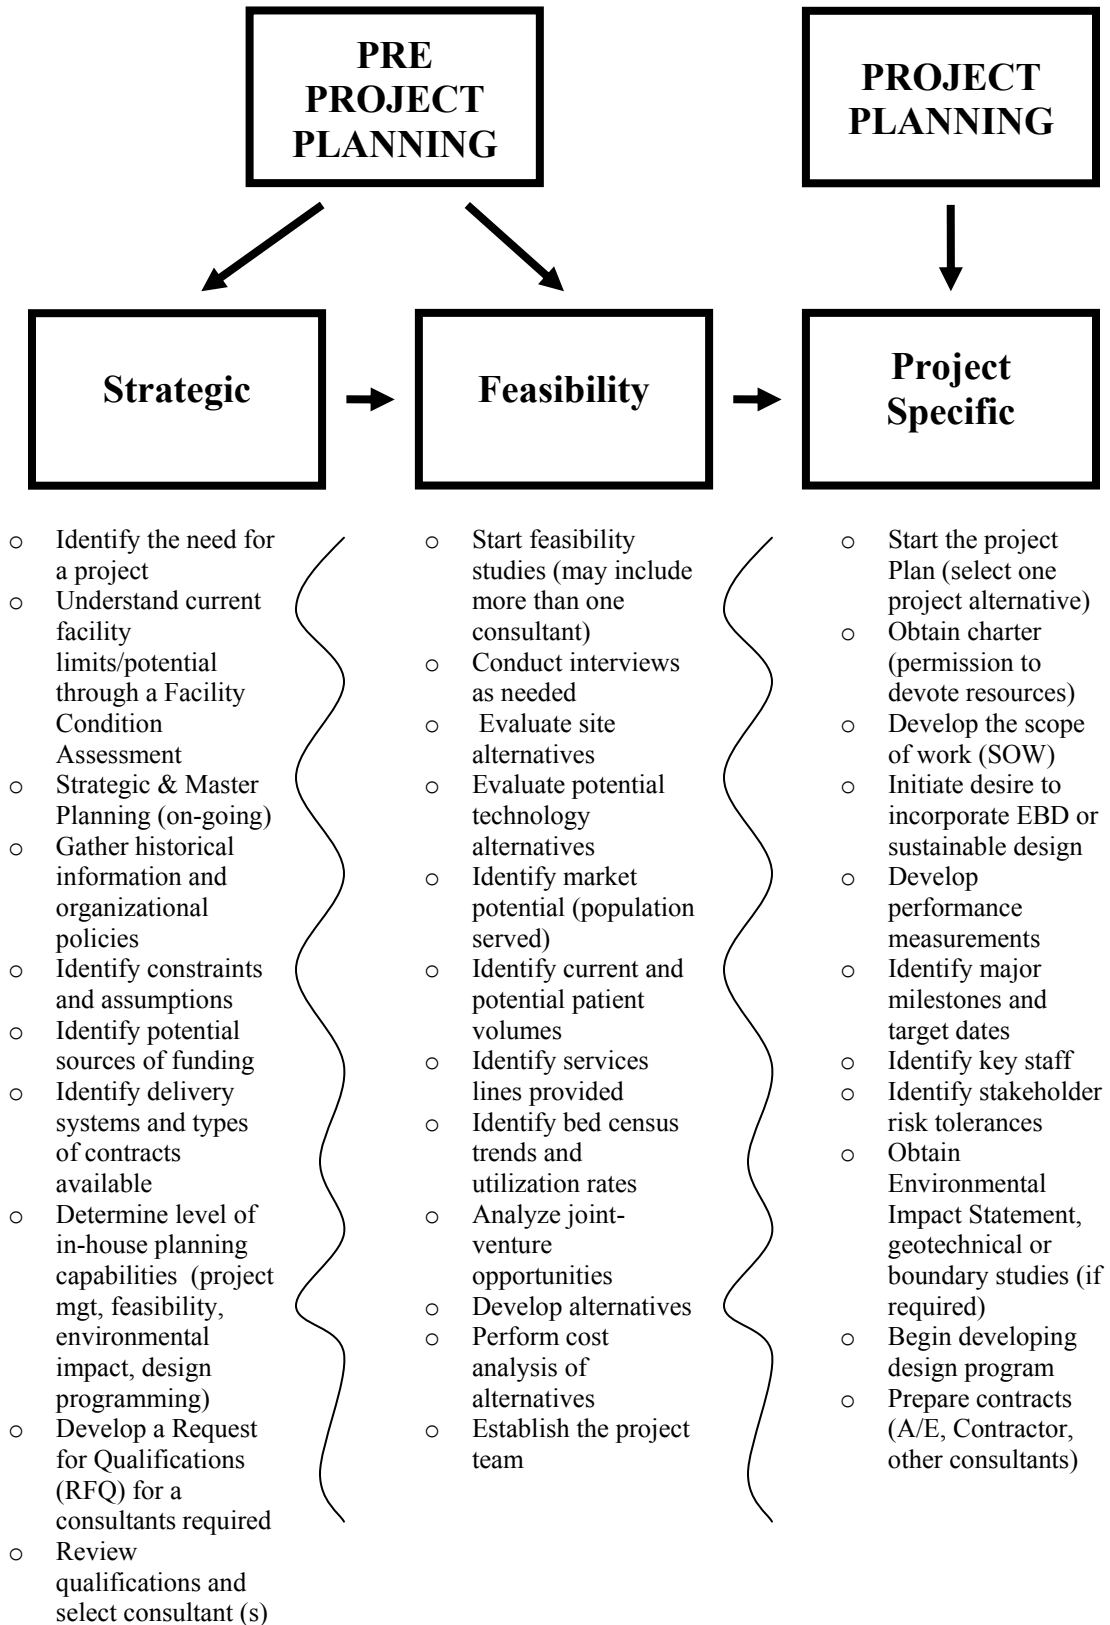 PRE
PROJECT
PLANNING
PROJECT
PLANNING
Strategic
Feasibility
Project
Specific
o Identify the need for
a project
o Understand current
facility
limits/potential
through a Facility
Condition
Assessment
o Strategic & Master
Planning (on-going)
o Gather historical
information and
organizational
policies
o Identify constraints
and assumptions
o Identify potential
sources of funding
o Identify delivery
systems and types
of contracts
available
o Determine level of
in-house planning
capabilities (project
mgt, feasibility,
environmental
impact, design
programming)
o Develop a Request
for Qualifications
(RFQ) for a
consultants required
o Review
qualifications and
select consultant (s)
o Start feasibility
studies (may include
more than one
consultant)
o Conduct interviews
as needed
o Evaluate site
alternatives
o Evaluate potential
technology
alternatives
o Identify market
potential (population
served)
o Identify current and
potential patient
volumes
o Identify services
lines provided
o Identify bed census
trends and
utilization rates
o Analyze joint-
venture
opportunities
o Develop alternatives
o Perform cost
analysis of
alternatives
o Establish the project
team
o Start the project
Plan (select one
project alternative)
o Obtain charter
(permission to
devote resources)
o Develop the scope
of work (SOW)
o Initiate desire to
incorporate EBD or
sustainable design
o Develop
performance
measurements
o Identify major
milestones and
target dates
o Identify key staff
o Identify stakeholder
risk tolerances
o Obtain
Environmental
Impact Statement,
geotechnical or
boundary studies (if
required)
o Begin developing
design program
o Prepare contracts
(A/E, Contractor,
other consultants)